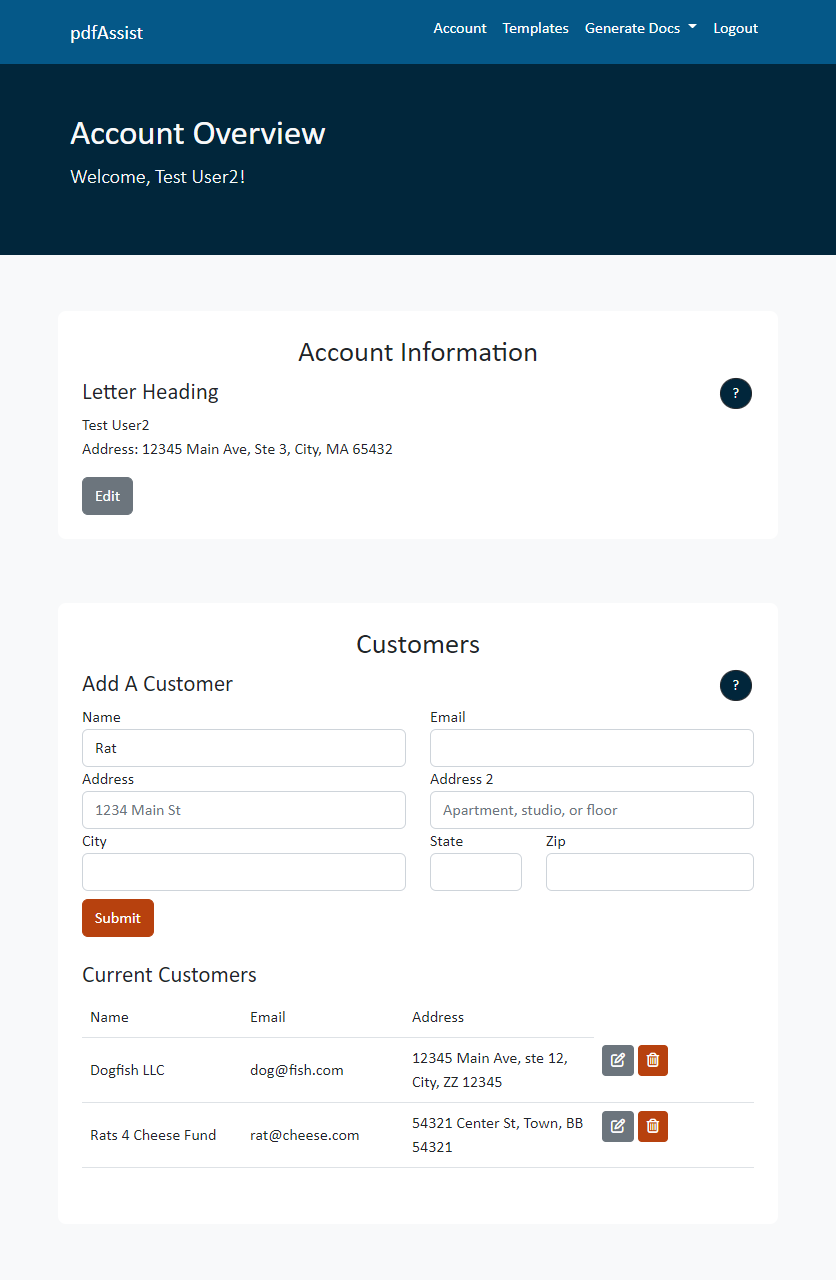 pdfAssist Account Templates Generate Docs Logout
Account Overview
Welcome, Test User2!
Account Information
Letter Heading ?
Test User2
Address: 12345 Main Ave, Ste 3, City, MA 65432
Edit
Customers
Add A Customer ?
Name Email
Rat
Address Address 2
1234 Main St Apartment, studio, or floor
City State Zip
Submit
Current Customers
Name Email Address
Dogfish LLC dog@fish.com 12345 Main Ave, ste 12,
City, ZZ 12345
Rats 4 Cheese Fund rat@cheese.com 54321 Center St, Town, BB
54321